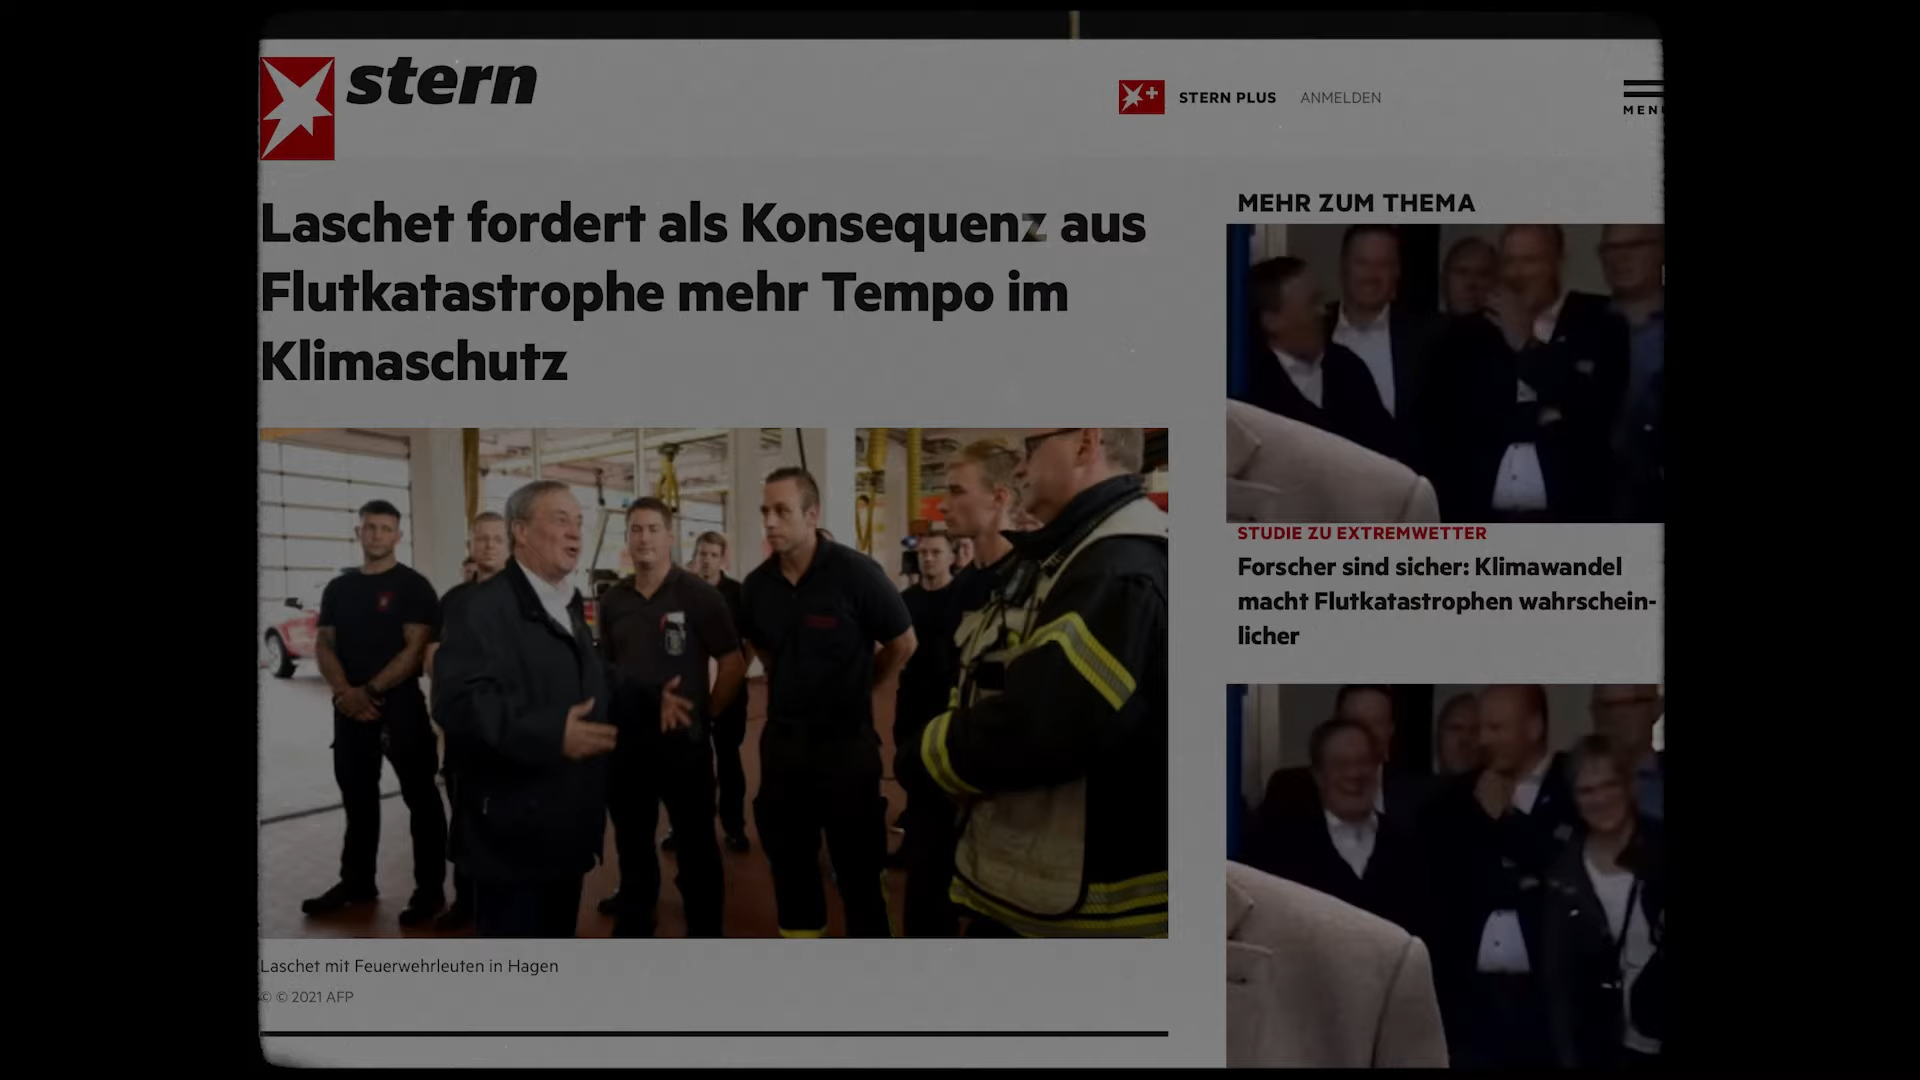 stern
STERN PLUS
ANMELDEN
MENU
Laschet fordert als Konsequenz aus
Flutkatastrophe mehr Tempo im
Klimaschutz
Laschet mit Feuerwehrleuten in Hagen
© © 2021 AFP
MEHR ZUM THEMA
STUDIE ZU EXTREMWETTER
Forscher sind sicher: Klimawandel
macht Flutkatastrophen wahrschein-
licher